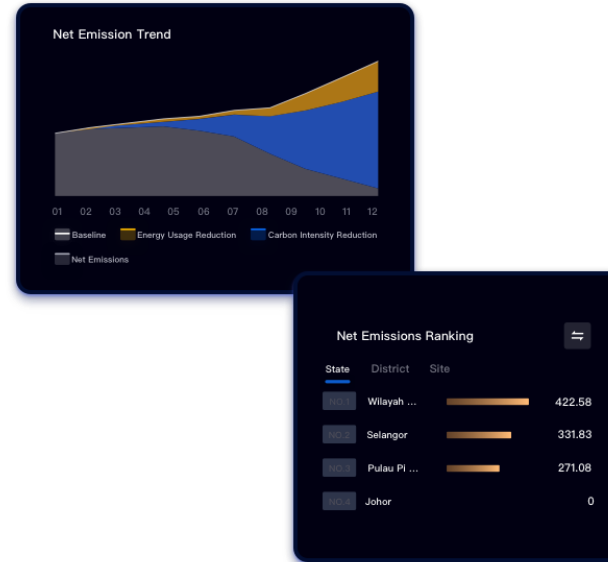 Net Emission Trend
01 02 03 04 05 06 07 08 09 10 11 12
Baseline Energy Usage Reduction Carbon Intensity Reduction
Net Emissions
Net Emissions Ranking
State District Site
NO.1 Wilayah ... 422.58
NO.2 Selangor 331.83
NO.3 Pulau Pi ... 271.08
NO.4 Johor 0